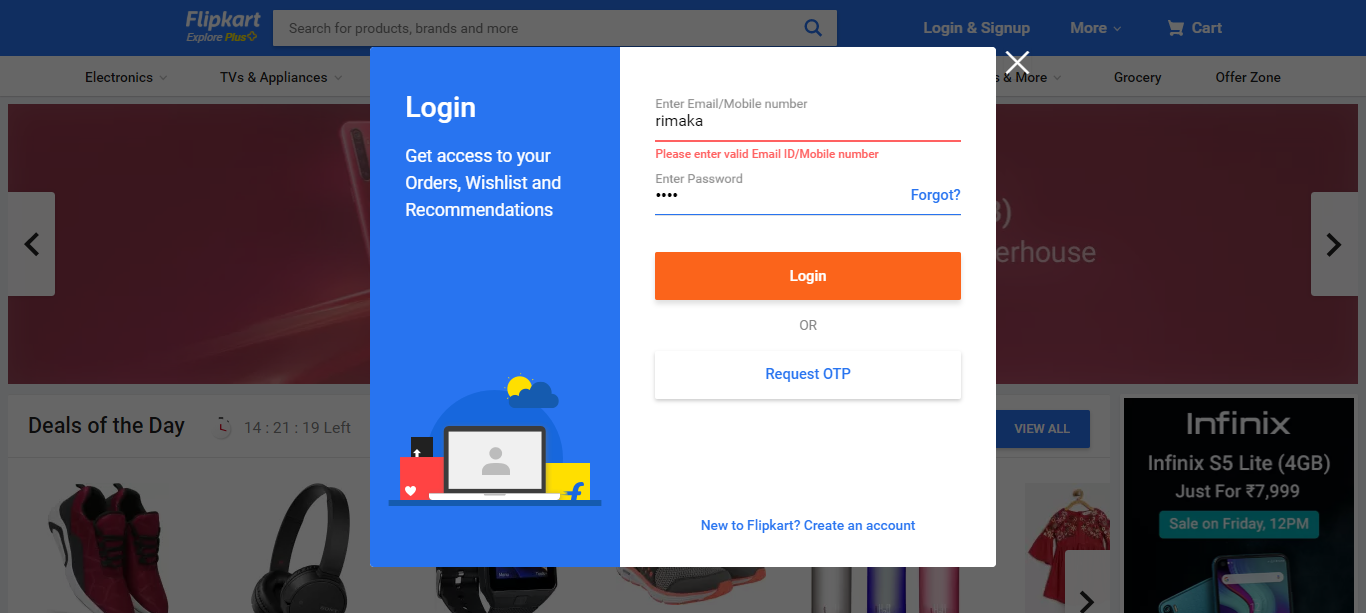 Flipkart
Explore Plus
Search for products, brands and more
Login & Signup
More
Cart
Electronics
TVs & Appliances
& More
Grocery
Offer Zone
Login
Get access to your
Orders, Wishlist and
Recommendations
Enter Email/Mobile number
rimaka
Please enter valid Email ID/Mobile number
Enter Password
••••
Forgot?
Login
OR
Request OTP
New to Flipkart? Create an account
Deals of the Day
14 : 21 : 19 Left
VIEW ALL
Infinix
Infinix S5 Lite (4GB)
Just For ₹7,999
Sale on Friday, 12PM